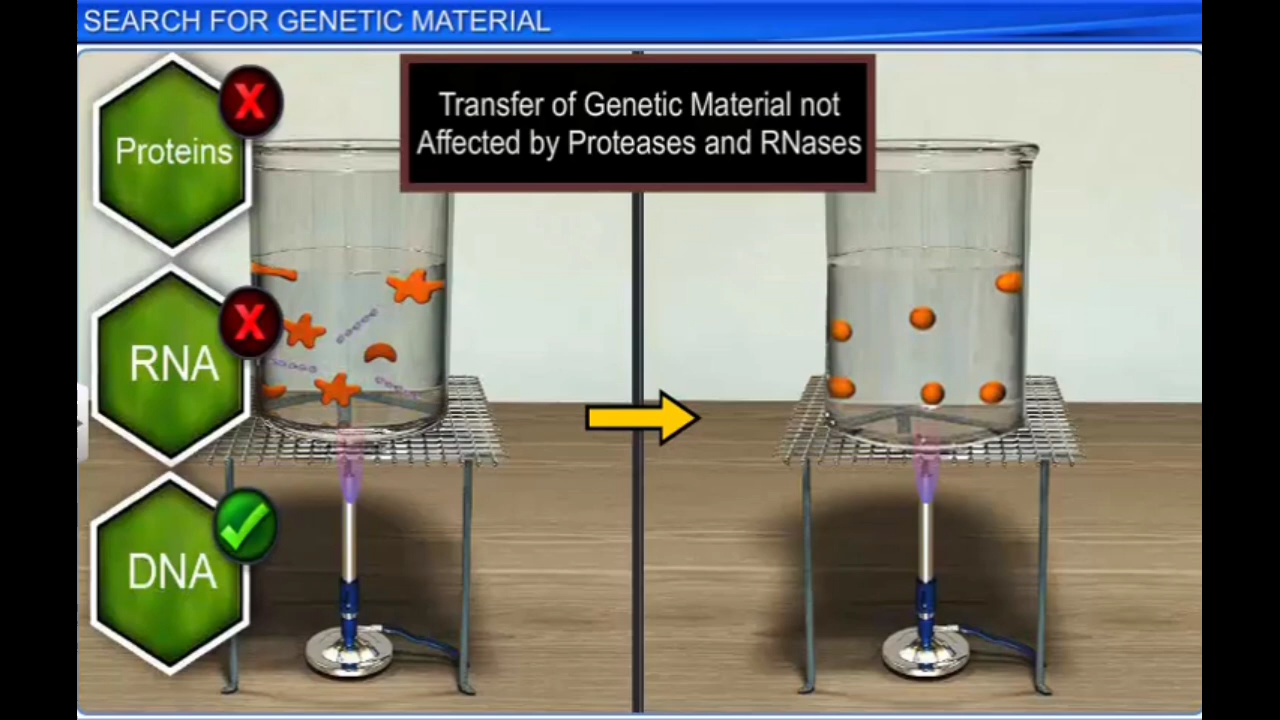 SEARCH FOR GENETIC MATERIAL
Transfer of Genetic Material not
Affected by Proteases and RNases
Proteins
X
RNA
X
DNA